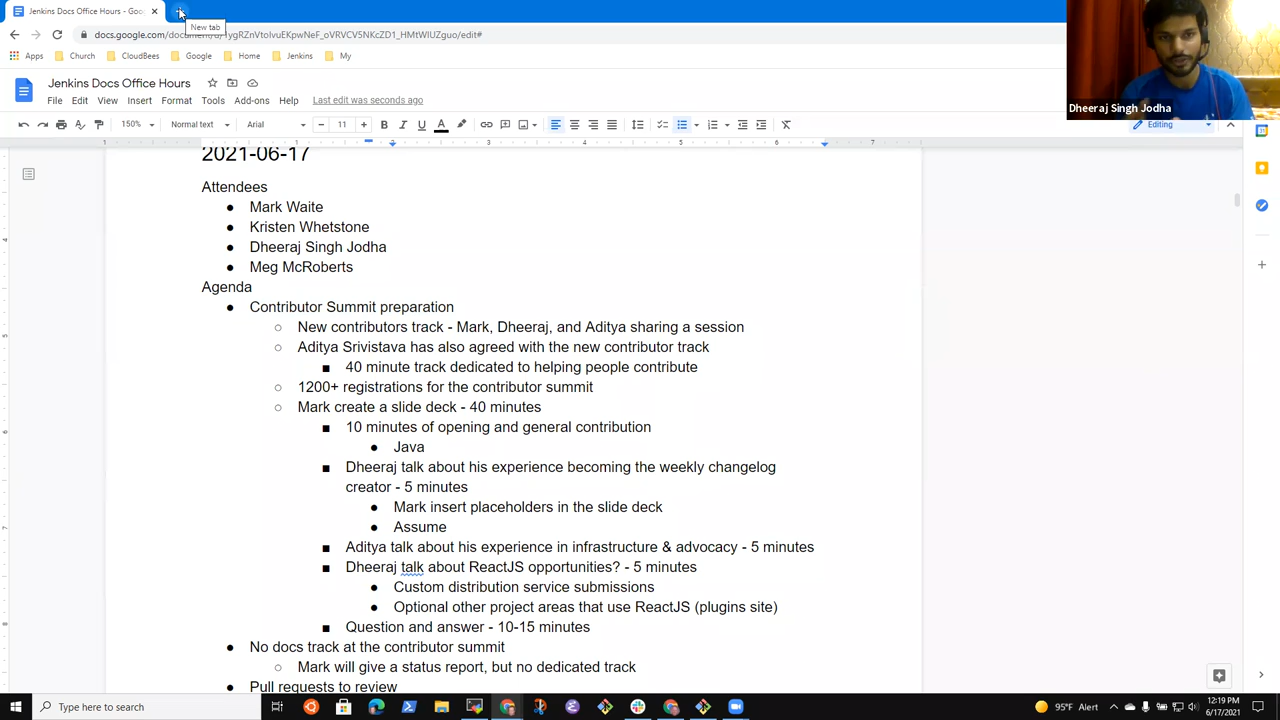 Jenkins Docs Office Hours - Goo
New tab
docs.google.com/document/d/1ygRZnVtolvuEKpwNeF_oVRVCV5NKcZD1_HMtWIUZguo/edit#
Apps Church CloudBees Google Home Jenkins My
Jenkins Docs Office Hours
File Edit View Insert Format Tools Add-ons Help Last edit was seconds ago
150% Normal text Arial 11 Editing
Dheeraj Singh Jodha
2021-06-17
Attendees
● Mark Waite
● Kristen Whetstone
● Dheeraj Singh Jodha
● Meg McRoberts
Agenda
● Contributor Summit preparation
○ New contributors track - Mark, Dheeraj, and Aditya sharing a session
○ Aditya Srivistava has also agreed with the new contributor track
■ 40 minute track dedicated to helping people contribute
○ 1200+ registrations for the contributor summit
○ Mark create a slide deck - 40 minutes
■ 10 minutes of opening and general contribution
● Java
■ Dheeraj talk about his experience becoming the weekly changelog
creator - 5 minutes
● Mark insert placeholders in the slide deck
● Assume
■ Aditya talk about his experience in infrastructure & advocacy - 5 minutes
■ Dheeraj talk about ReactJS opportunities? - 5 minutes
● Custom distribution service submissions
● Optional other project areas that use ReactJS (plugins site)
■ Question and answer - 10-15 minutes
● No docs track at the contributor summit
○ Mark will give a status report, but no dedicated track
● Pull requests to review
Type here to search
95°F Alert
12:19 PM
6/17/2021